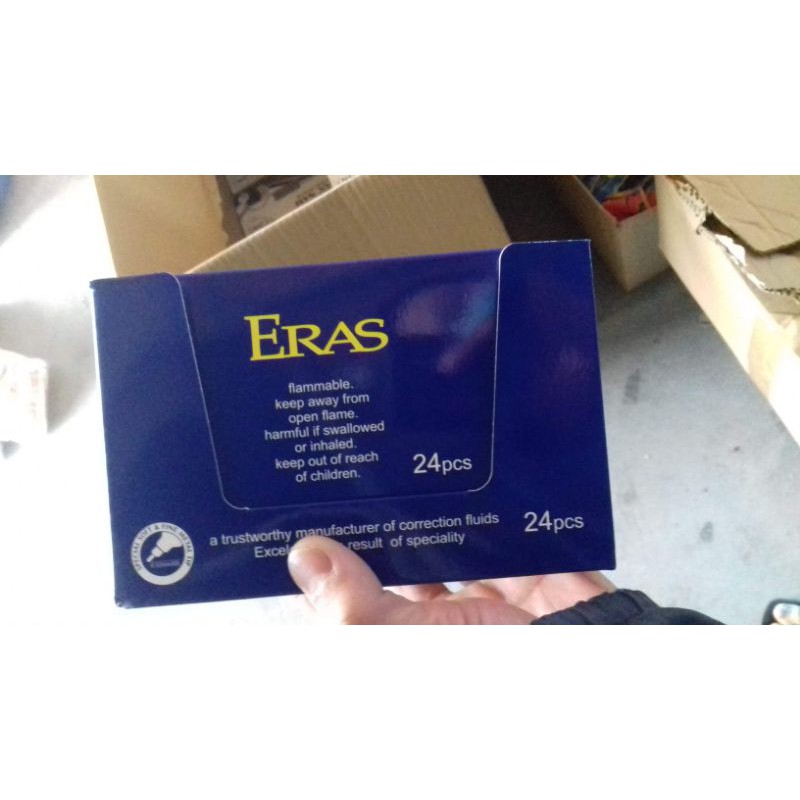 ERAS
flammable.
keep away from
open flame.
harmful if swallowed
or inhaled.
keep out of reach
of children.
24pcs
a trustworthy manufacturer of correction fluids
result of speciality
24pcs